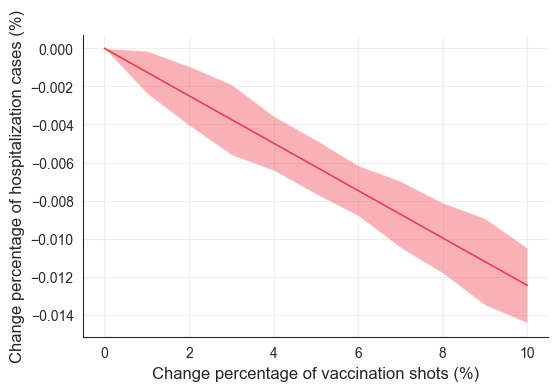 Change percentage of hospitalization cases (%)
0.000
−0.002
−0.004
−0.006
−0.008
−0.010
−0.012
−0.014
0 2 4 6 8 10
Change percentage of vaccination shots (%)